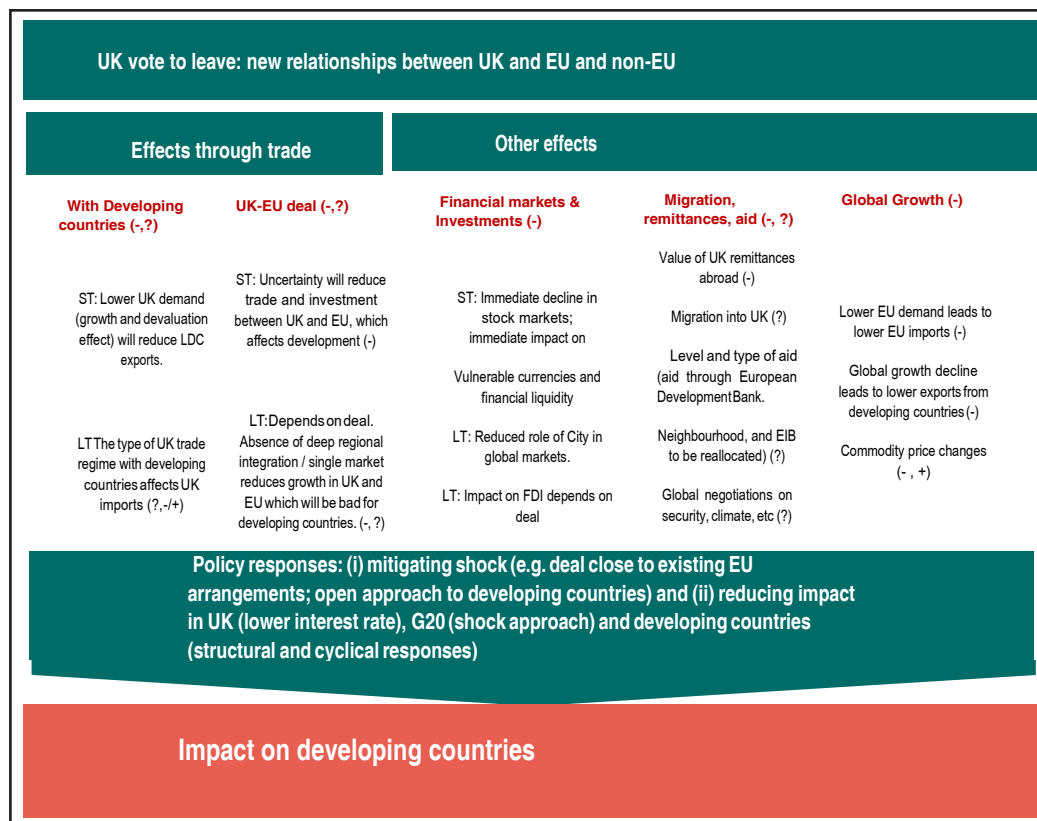 UK vote to leave: new relationships between UK and EU and non-EU
Effects through trade
Other effects
With Developing
countries (-,?)
ST: Lower UK demand
(growth and devaluation
effect) will reduce LDC
exports.
LT The type of UK trade
regime with developing
countries affects UK
imports (?,-/+)
UK-EU deal (-,?)
ST: Uncertainty will reduce
trade and investment
between UK and EU, which
affects development (-)
LT:Depends on deal.
Absence of deep regional
integration / single market
reduces growth in UK and
EU which will be bad for
developing countries. (-, ?)
Financial markets &
Investments (-)
ST: Immediate decline in
stock markets;
immediate impact on
Vulnerable currencies and
financial liquidity
LT: Reduced role of City in
global markets.
LT: Impact on FDI depends on
deal
Migration,
remittances, aid (-, ?)
Value of UK remittances
abroad (-)
Migration into UK (?)
Level and type of aid
(aid through European
DevelopmentBank.
Neighbourhood, and EIB
to be reallocated) (?)
Global negotiations on
security, climate, etc (?)
Global Growth (-)
Lower EU demand leads to
lower EU imports (-)
Global growth decline
leads to lower exports from
developing countries (-)
Commodity price changes
(- , +)
Policy responses: (i) mitigating shock (e.g. deal close to existing EU
arrangements; open approach to developing countries) and (ii) reducing impact
in UK (lower interest rate), G20 (shock approach) and developing countries
(structural and cyclical responses)
Impact on developing countries